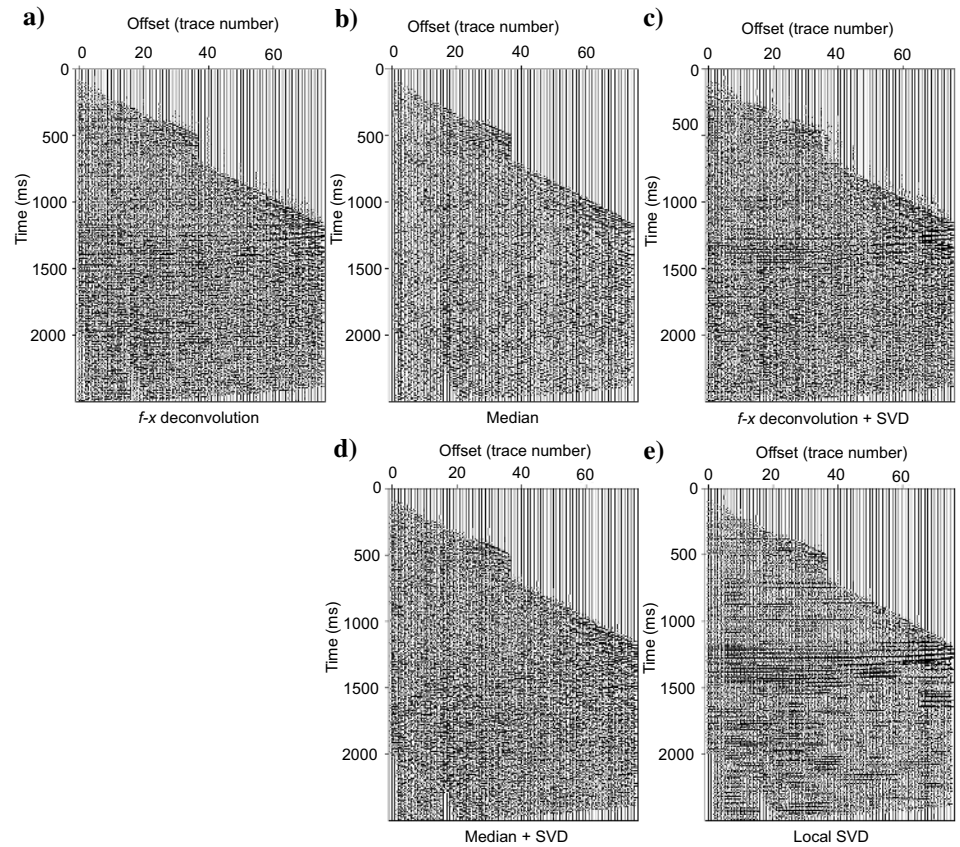 a)
Offset (trace number)
0 20 40 60
0
500
1000
1500
2000
Time (ms)
f-x deconvolution
b)
Offset (trace number)
0 20 40 60
0
500
1000
1500
2000
Time (ms)
Median
c)
Offset (trace number)
0 20 40 60
0
500
1000
1500
2000
Time (ms)
f-x deconvolution + SVD
d)
Offset (trace number)
0 20 40 60
0
500
1000
1500
2000
Time (ms)
Median + SVD
e)
Offset (trace number)
0 20 40 60
0
500
1000
1500
2000
Time (ms)
Local SVD